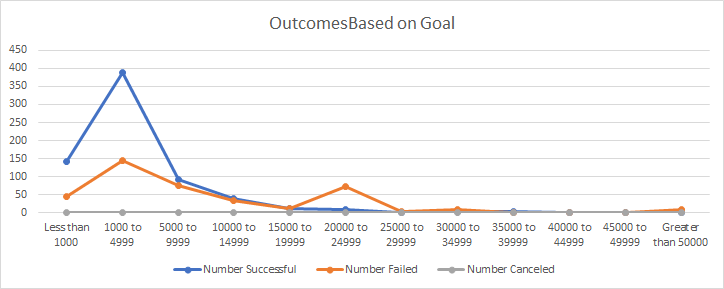 OutcomesBased on Goal
450
400
350
300
250
200
150
100
50
0
Less than 1000
1000 to 4999
5000 to 9999
10000 to 14999
15000 to 19999
20000 to 24999
25000 to 29999
30000 to 34999
35000 to 39999
40000 to 44999
45000 to 49999
Greater than 50000
Number Successful
Number Failed
Number Canceled